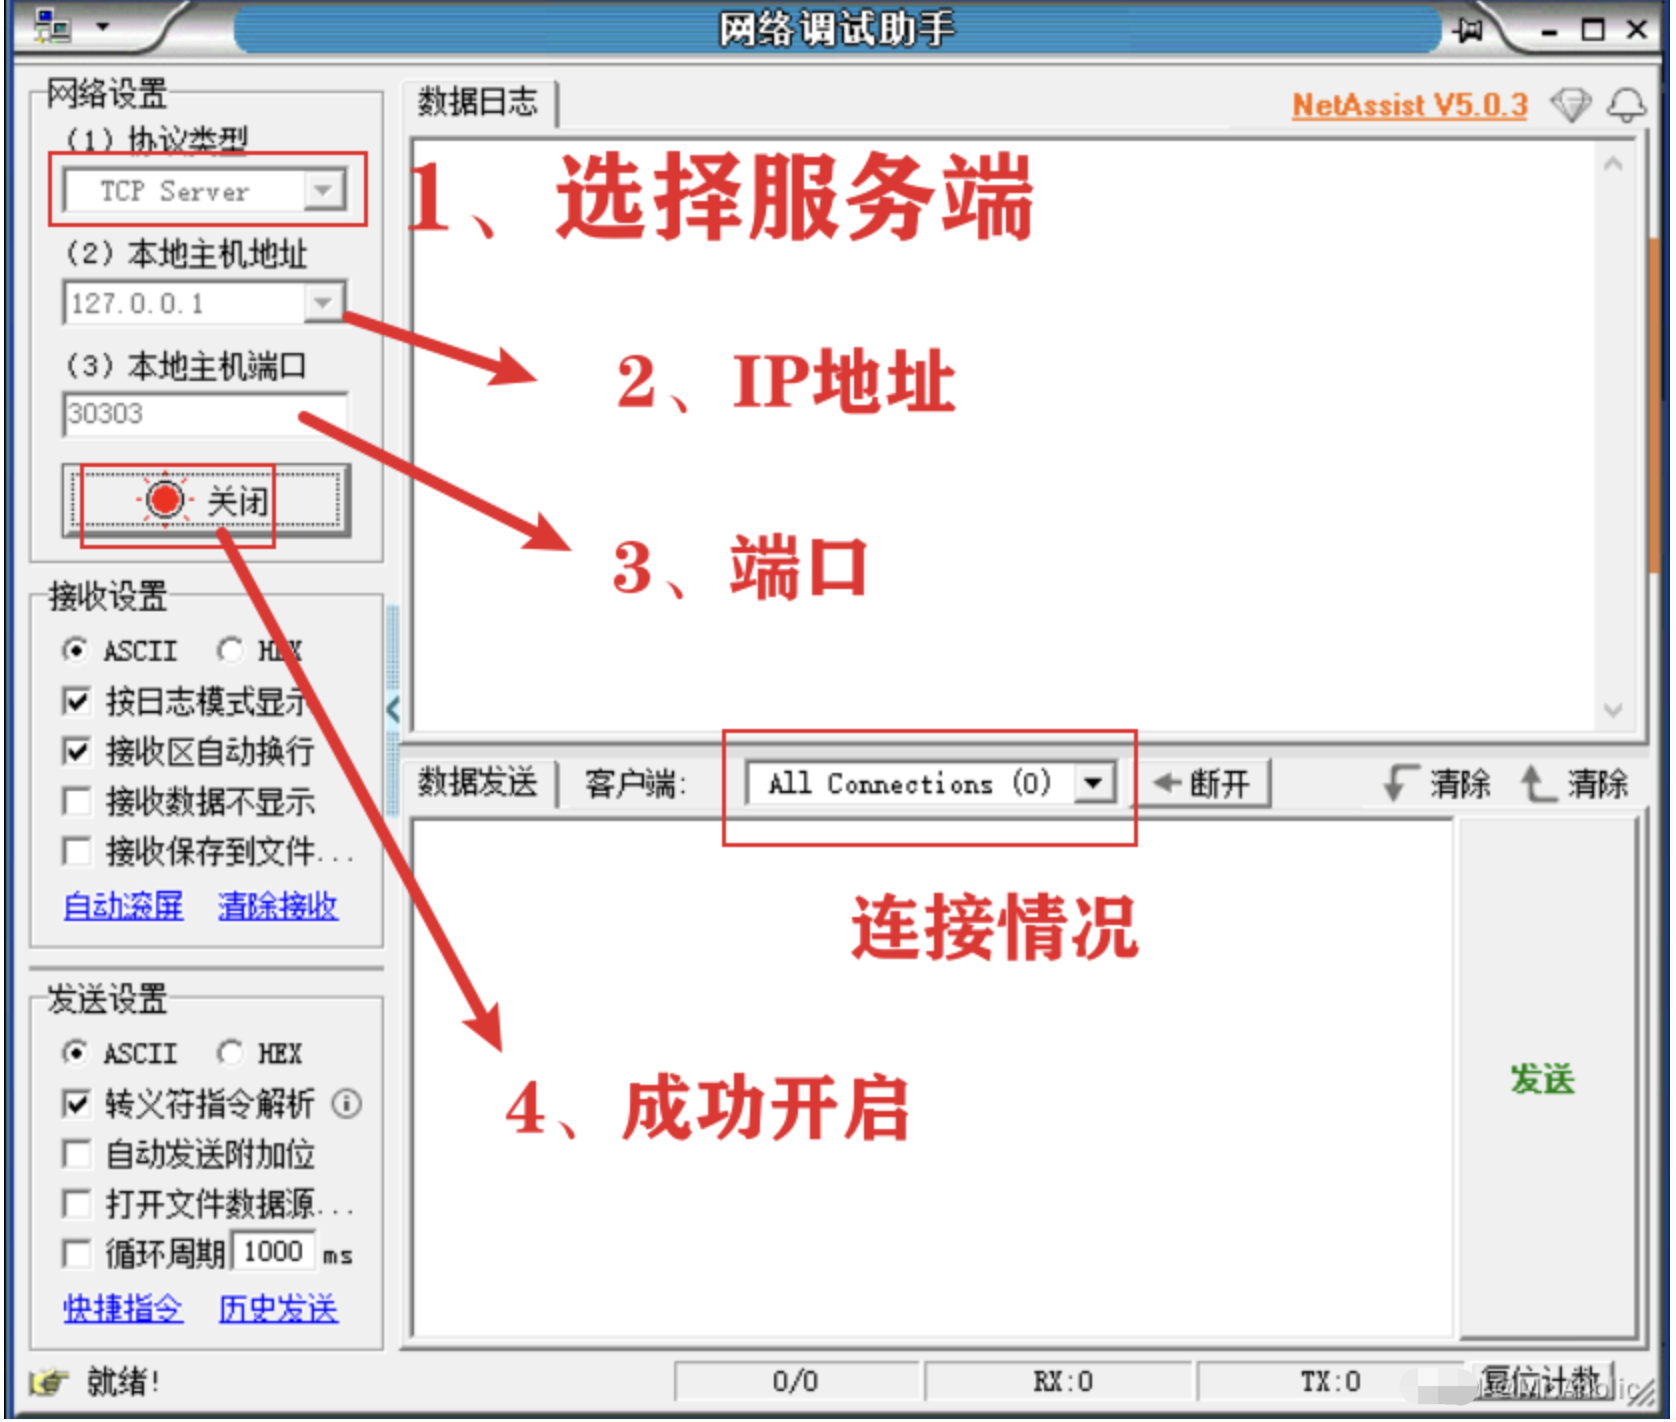 网络调试助手
网络设置
(1) 协议类型
TCP Server
(2) 本地主机地址
127.0.0.1
(3) 本地主机端口
30303
关闭
接收设置
ASCII HEX
按日志模式显示
接收区自动换行
接收数据不显示
接收保存到文件...
自动滚屏 清除接收
发送设置
ASCII HEX
转义符指令解析
自动发送附加位
打开文件数据源...
循环周期 1000 ms
快捷指令 历史发送
数据日志
NetAssist V5.0.3
1、选择服务端
2、IP地址
3、端口
数据发送 客户端: All Connections (0) 断开 清除 清除
连接情况
4、成功开启
发送
就绪! 0/0 RX:0 TX:0 复位计数